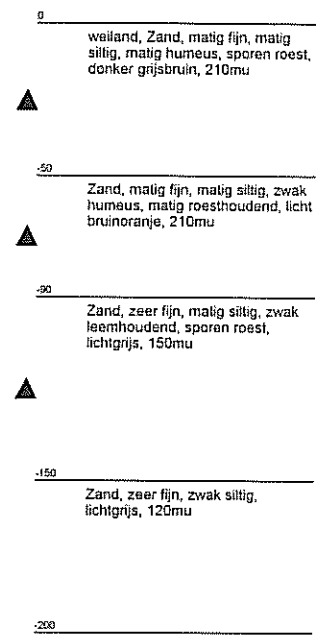 0
weiland, Zand, matig fijn, matig
siltig, matig humeus, sporen roest,
donker grijsbruin, 210mu
-50
Zand, matig fijn, matig siltig, zwak
humeus, matig roesthoudend, licht
bruinoranje, 210mu
-90
Zand, zeer fijn, matig siltig, zwak
leemhoudend, sporen roest,
lichtgrijs, 150mu
-150
Zand, zeer fijn, zwak siltig,
lichtgrijs, 120mu
-200